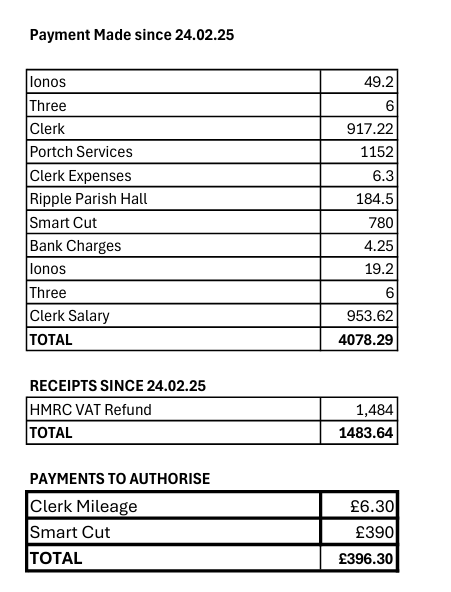 Payment Made since 24.02.25
Ionos 49.2
Three 6
Clerk 917.22
Portch Services 1152
Clerk Expenses 6.3
Ripple Parish Hall 184.5
Smart Cut 780
Bank Charges 4.25
Ionos 19.2
Three 6
Clerk Salary 953.62
TOTAL 4078.29
RECEIPTS SINCE 24.02.25
HMRC VAT Refund 1,484
TOTAL 1483.64
PAYMENTS TO AUTHORISE
Clerk Mileage £6.30
Smart Cut £390
TOTAL £396.30